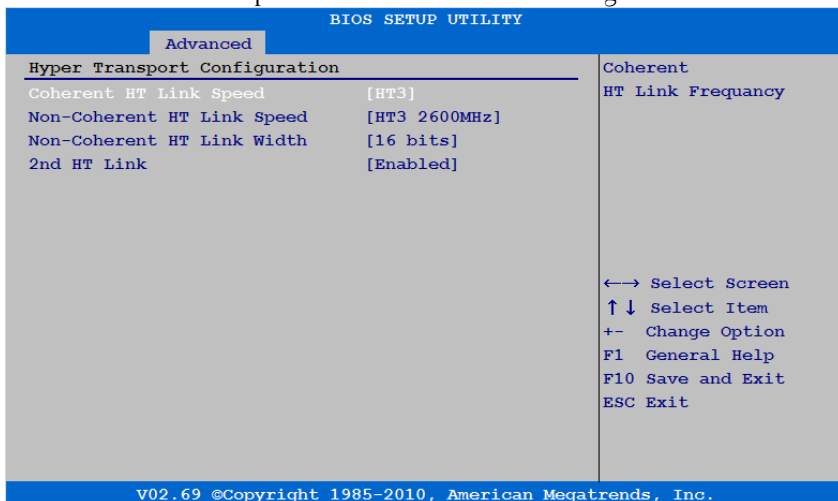 BIOS SETUP UTILITY
Advanced
Hyper Transport Configuration
Coherent HT Link Speed [HT3]
Non-Coherent HT Link Speed [HT3 2600MHz]
Non-Coherent HT Link Width [16 bits]
2nd HT Link [Enabled]
Coherent
HT Link Frequancy
←→ Select Screen
↑↓ Select Item
+- Change Option
F1 General Help
F10 Save and Exit
ESC Exit
V02.69 ©Copyright 1985-2010, American Megatrends, Inc.